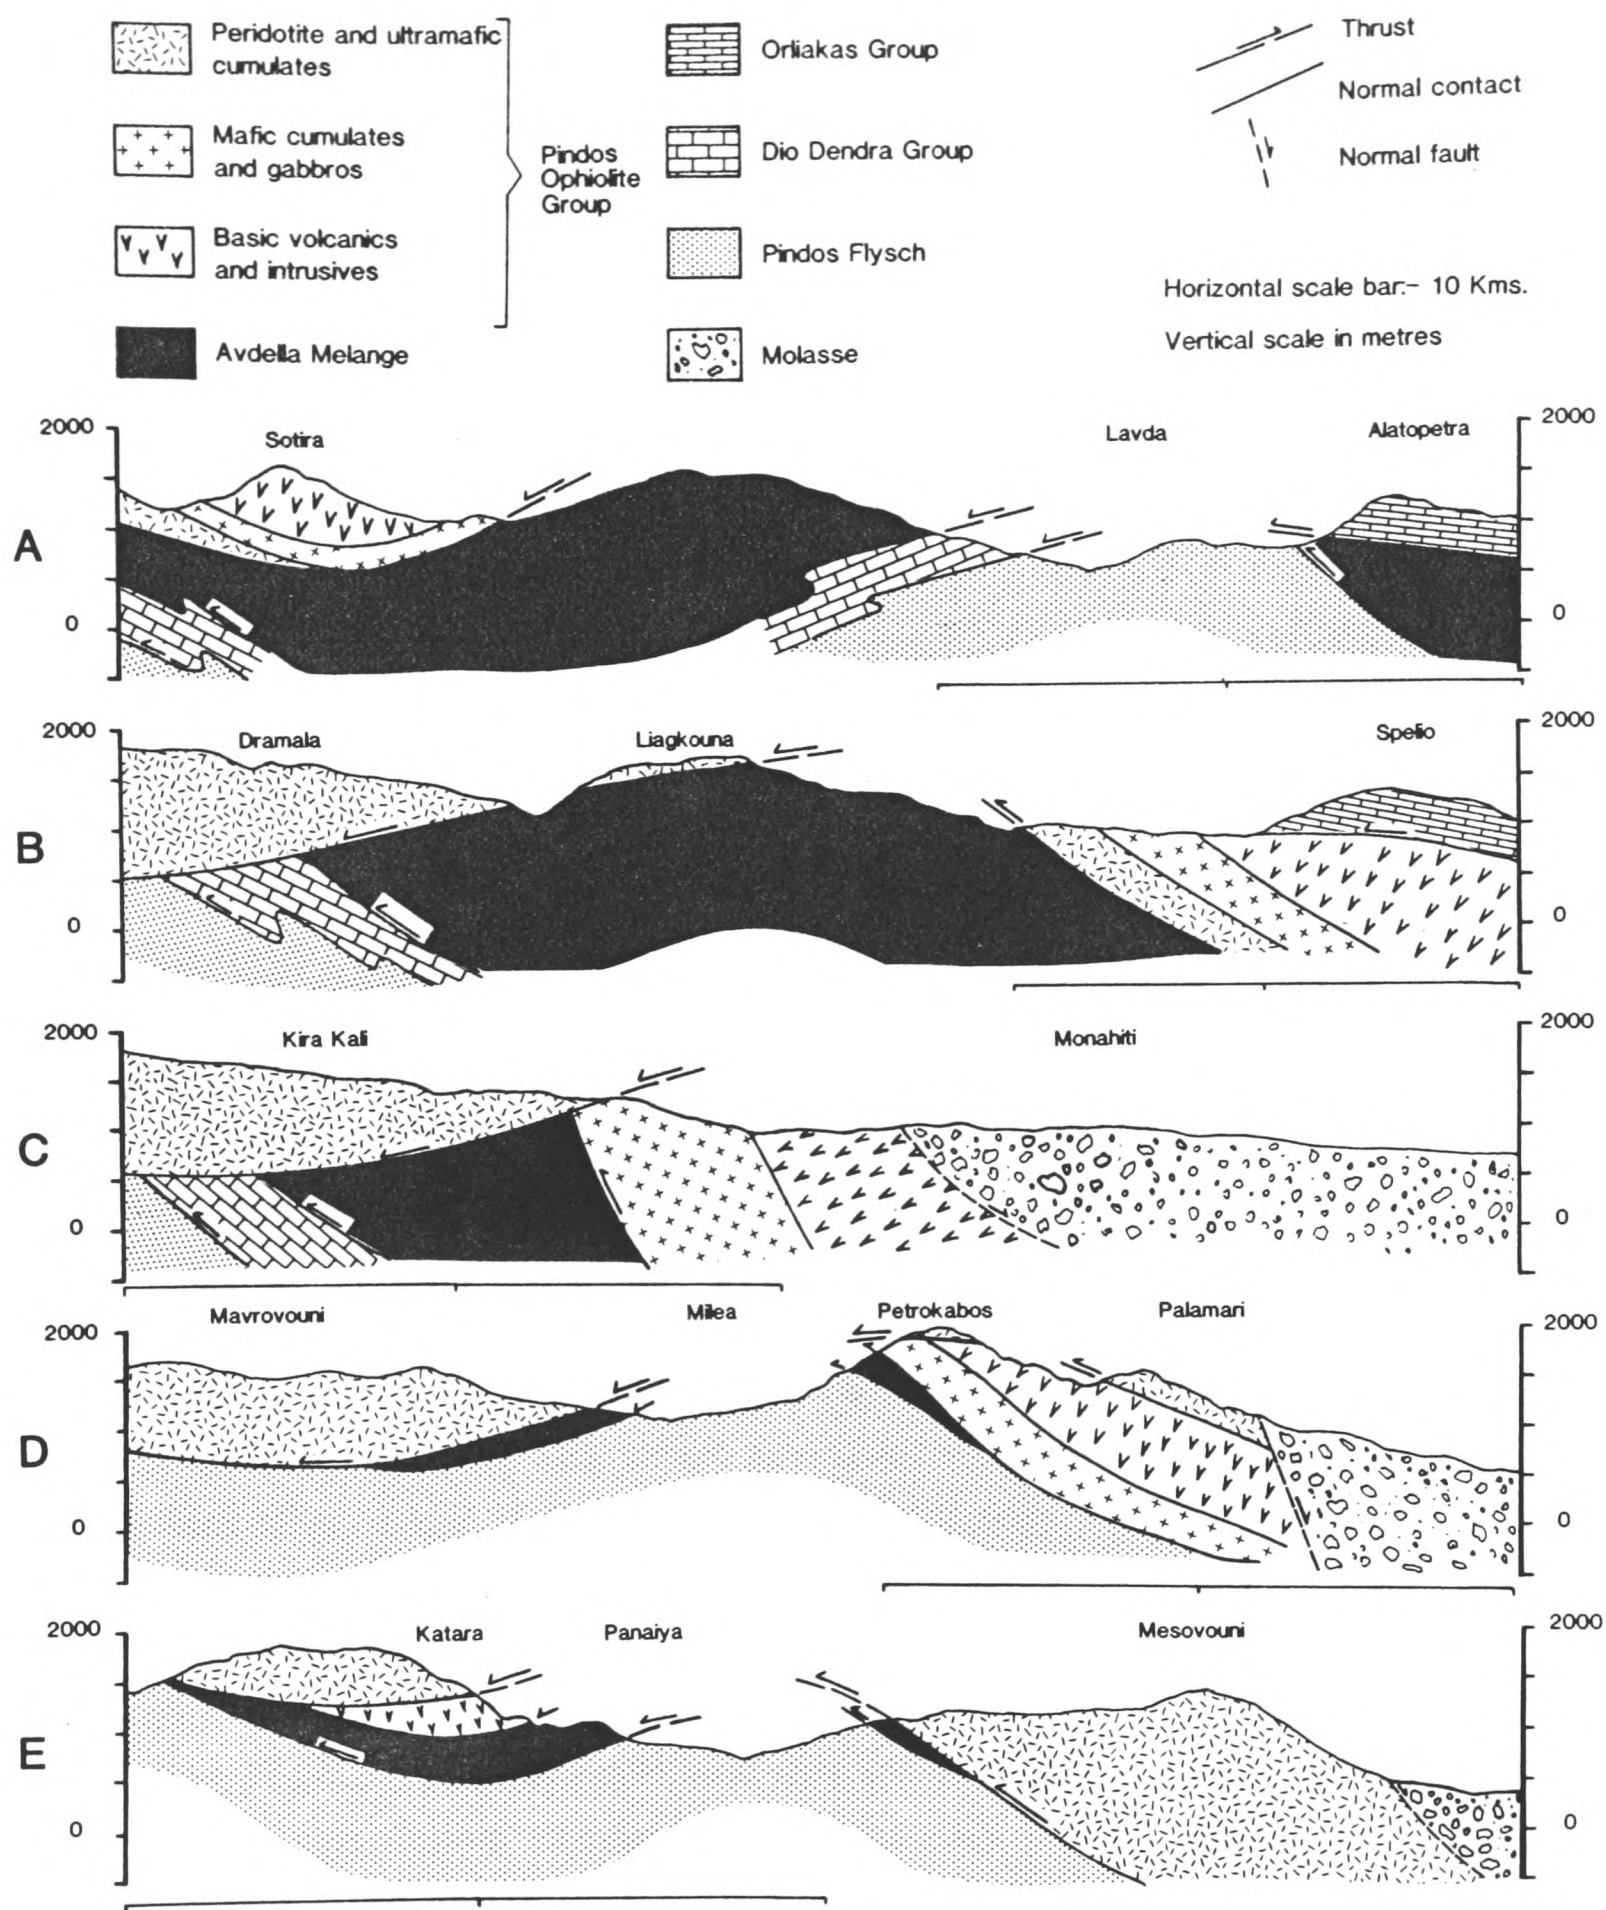 Peridotite and ultramafic
cumulates
Mafic cumulates
and gabbros
Basic volcanics
and intrusives
Avdella Melange
Pindos
Ophiolite
Group
Orliakas Group
Dio Dendra Group
Pindos Flysch
Molasse
Thrust
Normal contact
Normal fault
Horizontal scale bar:- 10 Kms.
Vertical scale in metres
A
2000
0
Sotira
Lavda
Alatopetra
2000
0
B
2000
0
Dramala
Liagkouna
Spelio
2000
0
C
2000
0
Kira Kali
Monahiti
2000
0
D
2000
0
Mavrovouni
Milea
Petrokabos
Palamari
2000
0
E
2000
0
Katara
Panaiya
Mesovouni
2000
0